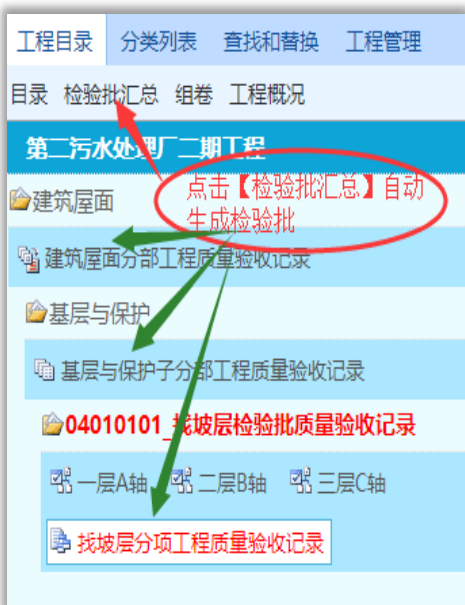 工程目录 分类列表 查找和替换 工程管理
目录 检验批汇总 组卷 工程概况
第二污水处理厂二期工程
点击【检验批汇总】自动
生成检验批
建筑屋面
建筑屋面分部工程质量验收记录
基层与保护
基层与保护子分部工程质量验收记录
04010101_找坡层检验批质量验收记录
一层A轴 二层B轴 三层C轴
找坡层分项工程质量验收记录